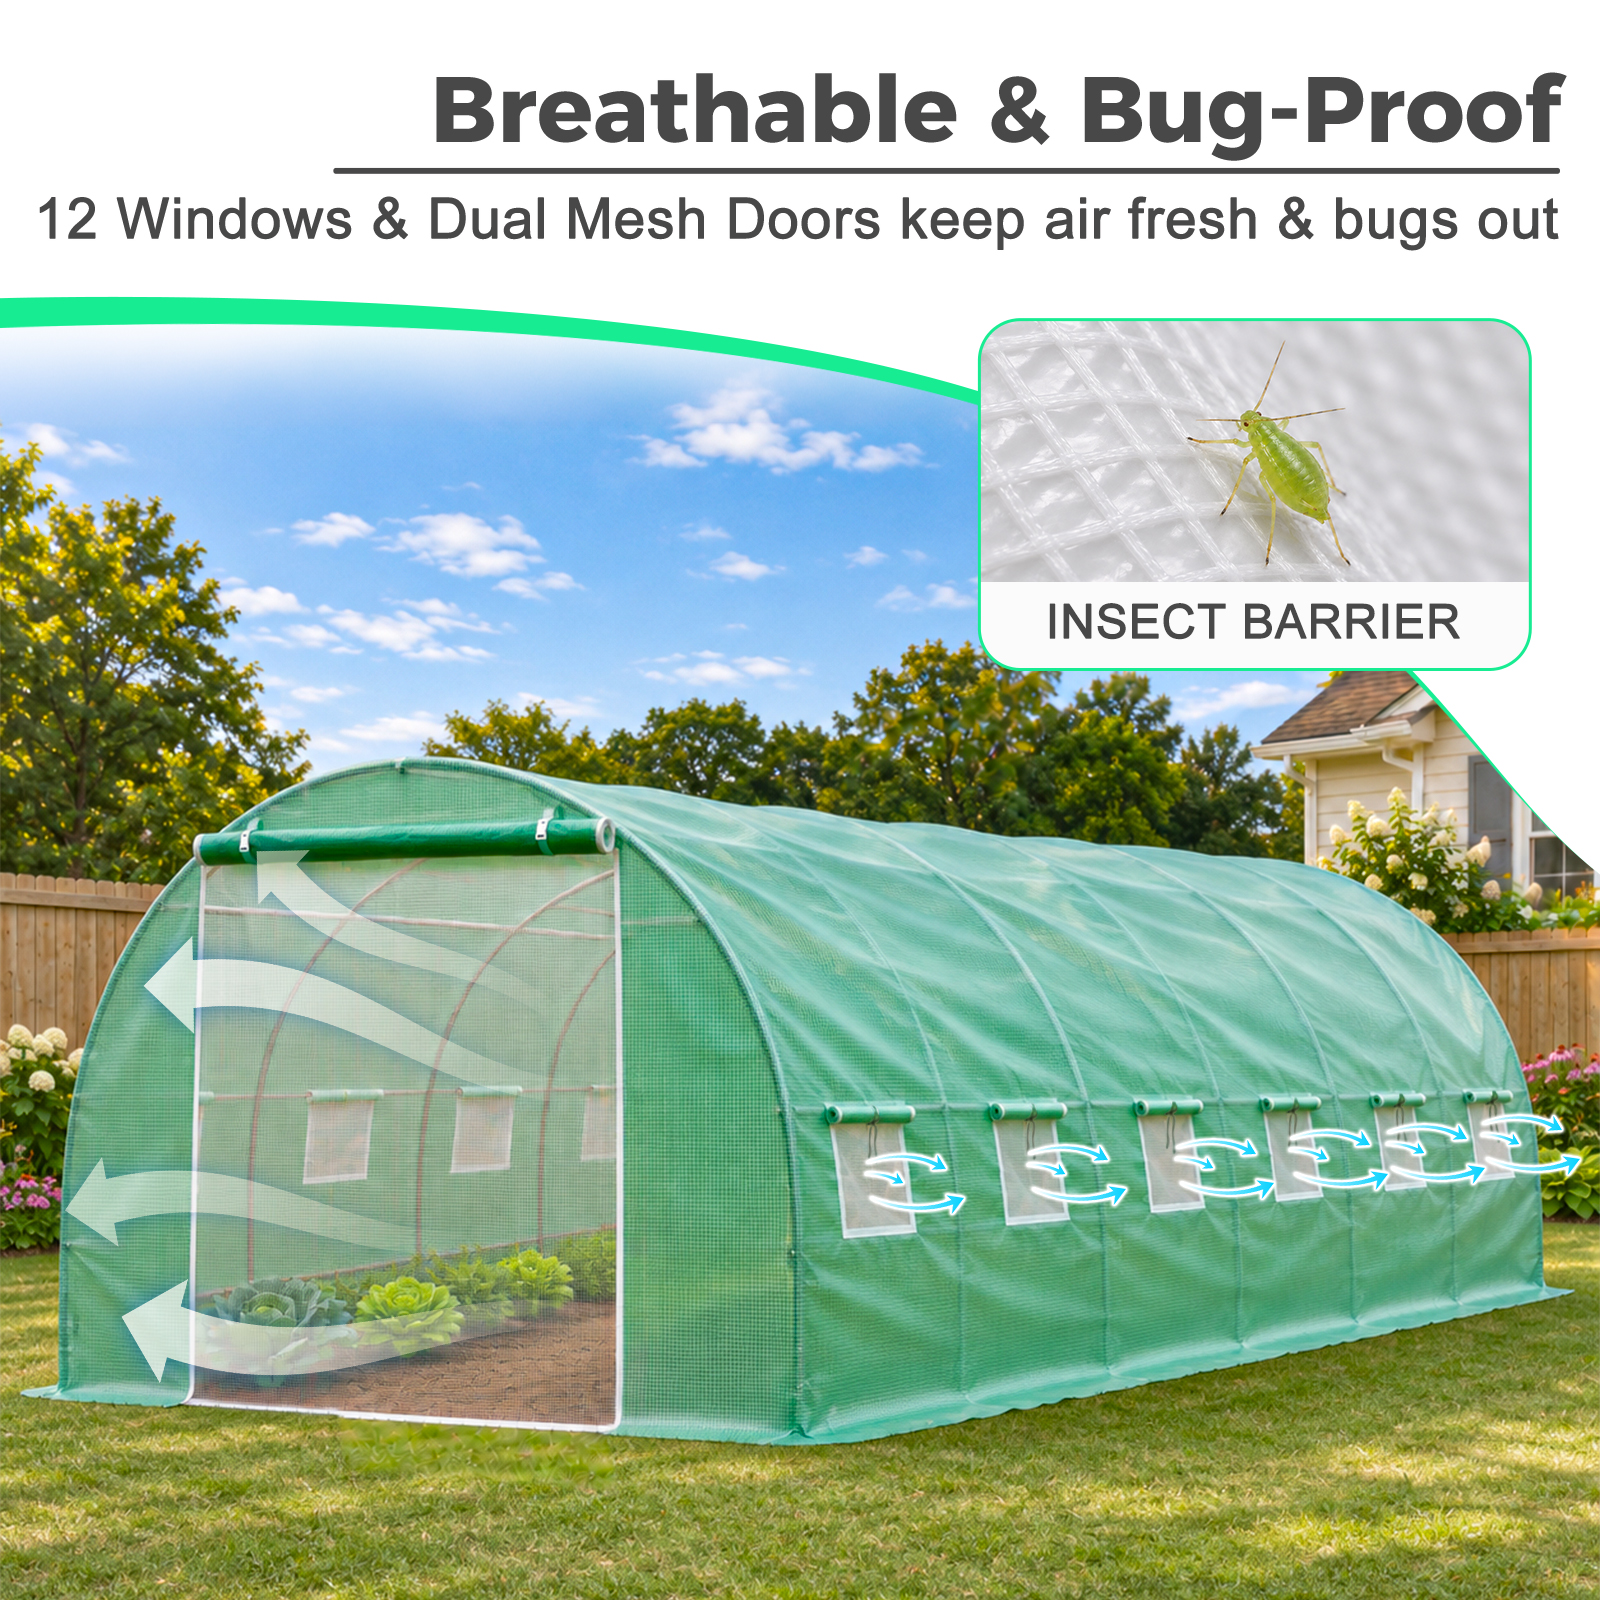 Breathable & Bug-Proof
12 Windows & Dual Mesh Doors keep air fresh & bugs out
INSECT BARRIER